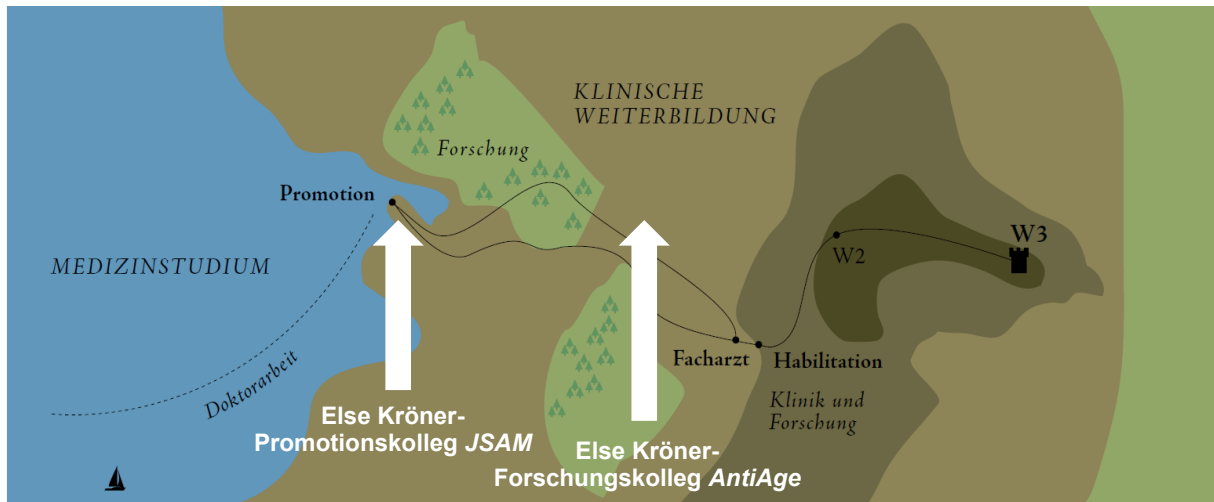 KLINISCHE
WEITERBILDUNG
Forschung
Promotion
MEDIZINSTUDIUM
W3
W2
Facharzt
Habilitation
Doktorarbeit
Klinik und
Forschung
Else Kröner-
Promotionskolleg JSAM
Else Kröner-
Forschungskolleg AntiAge